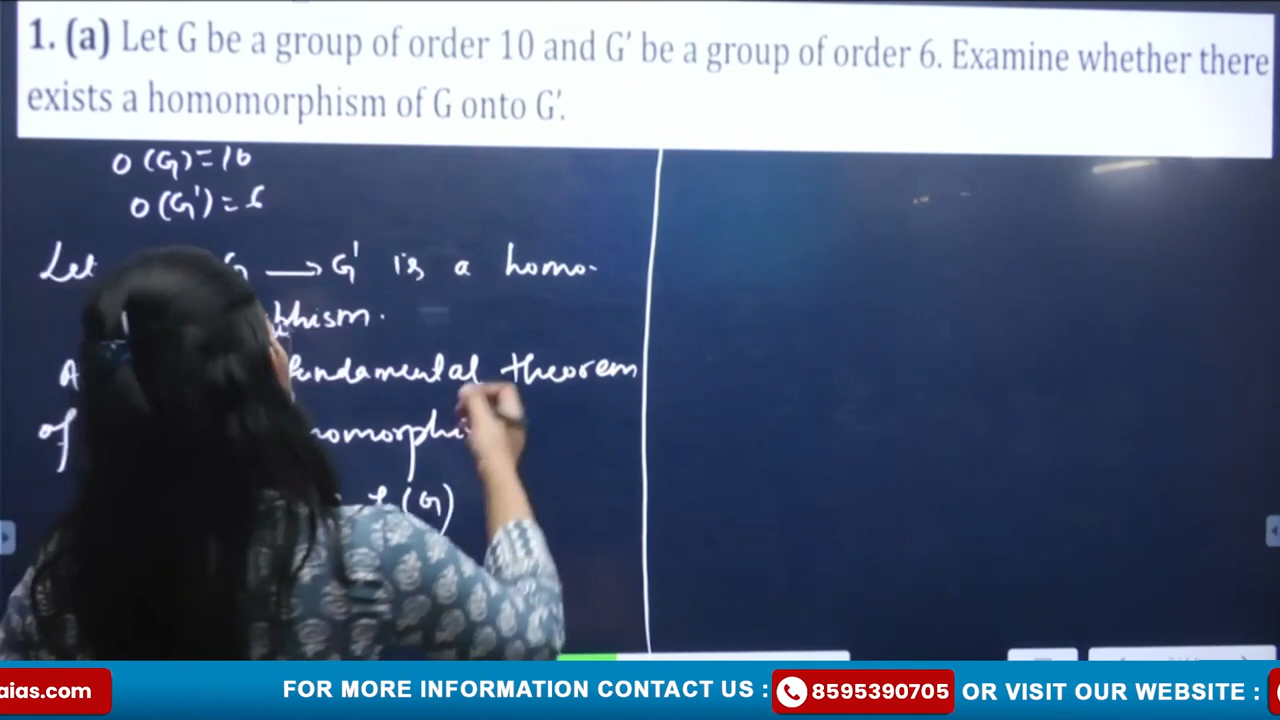 1. (a) Let G be a group of order 10 and G′ be a group of order 6. Examine whether there
exists a homomorphism of G onto G′.
O(G)=10
O(G')=6
Let G → G' is a homo-
phism.
fundamental theorem
of homorphi
f(G)
aias.com
FOR MORE INFORMATION CONTACT US : 8595390705 OR VISIT OUR WEBSITE :